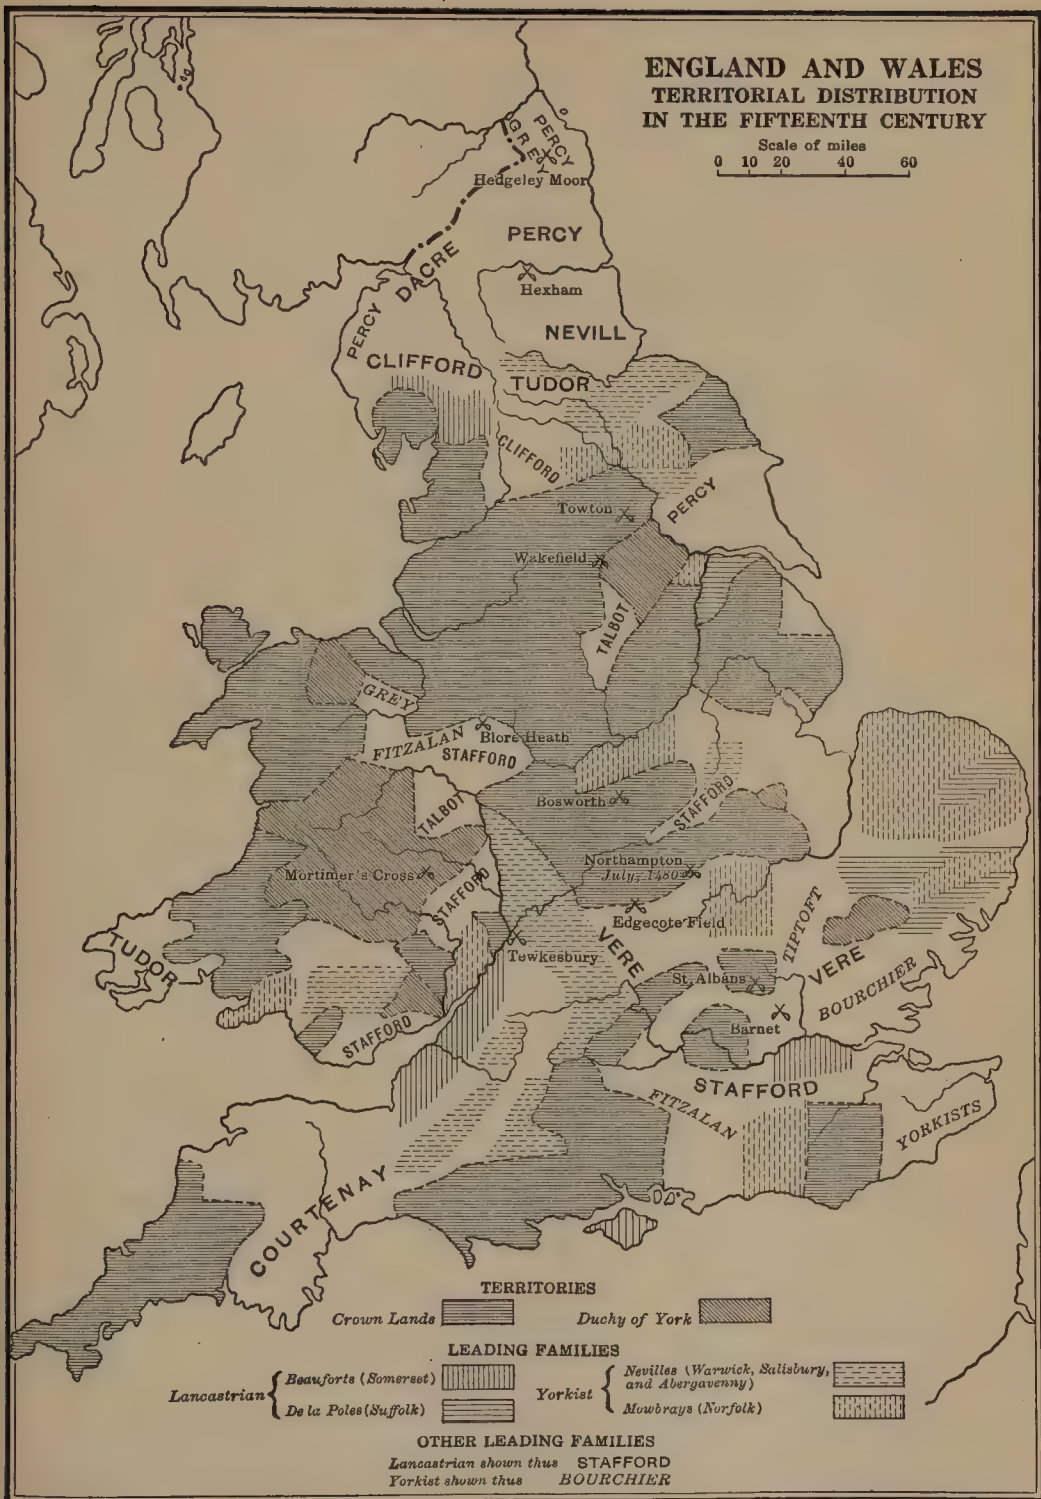 ENGLAND AND WALES
TERRITORIAL DISTRIBUTION
IN THE FIFTEENTH CENTURY
Scale of miles
0 10 20 40 60
PERCY
GREY
Hedgeley Moor
PERCY
DACRE
Hexham
PERCY
NEVILL
CLIFFORD
TUDOR
CLIFFORD
PERCY
Towton
Wakefield
TALBOT
GREY
FITZALAN
Blore Heath
STAFFORD
TALBOT
Bosworth
STAFFORD
Northampton
July, 1480
Mortimer's Cross
STAFFORD
Edgecote Field
TIPTOFT
TUDOR
VERE
Tewkesbury
VERE
St. Albans
BOURCHIER
STAFFORD
Barnet
STAFFORD
FITZALAN
YORKISTS
COURTENAY
TERRITORIES
Crown Lands Duchy of York
LEADING FAMILIES
Lancastrian Beauforts (Somerset) Yorkist Nevilles (Warwick, Salisbury,
and Abergavenny)
De la Poles (Suffolk) Mowbrays (Norfolk)
OTHER LEADING FAMILIES
Lancastrian shown thus STAFFORD
Yorkist shown thus BOURCHIER